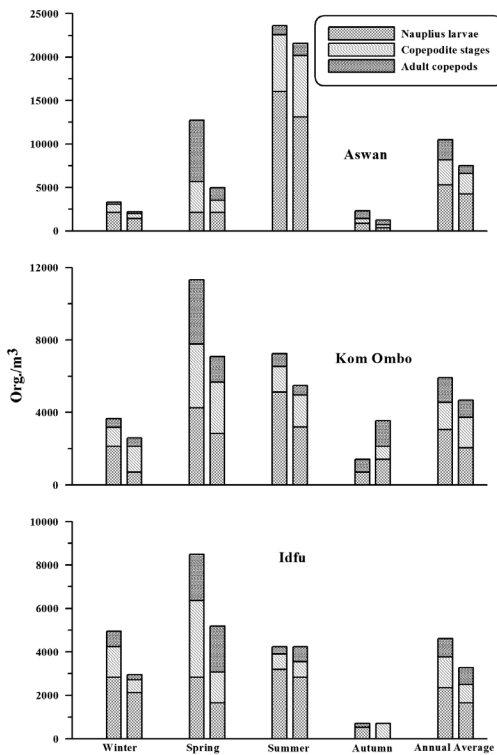 25000
20000
15000
10000
5000
0
Nauplius larvae
Copepodite stages
Adult copepods
Aswan
12000
8000
4000
0
Kom Ombo
Org./m3
10000
8000
6000
4000
2000
0
Idfu
Winter Spring Summer Autumn Annual Average